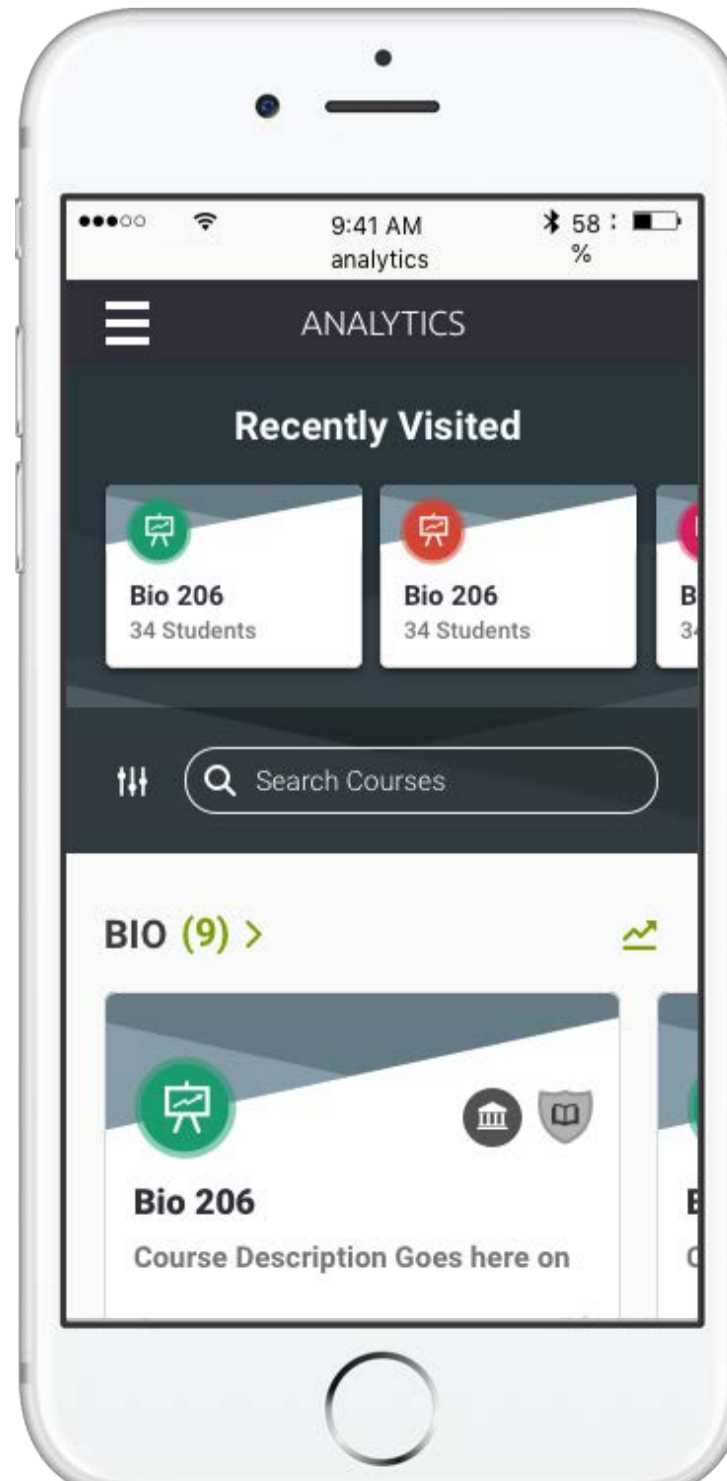 9:41 AM 58
analytics %
ANALYTICS
Recently Visited
Bio 206
34 Students
Bio 206
34 Students
Search Courses
BIO (9) >
Bio 206
Course Description Goes here on